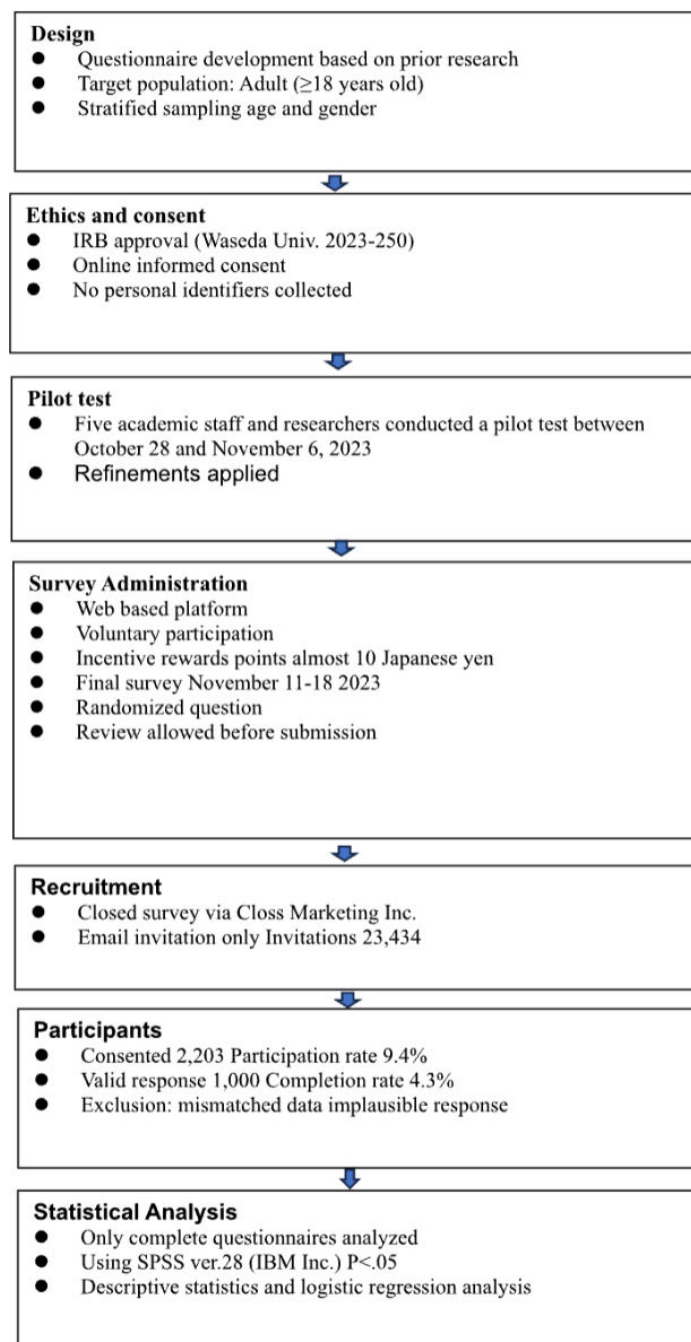 Design
● Questionnaire development based on prior research
● Target population: Adult (≥18 years old)
● Stratified sampling age and gender
Ethics and consent
● IRB approval (Waseda Univ. 2023-250)
● Online informed consent
● No personal identifiers collected
Pilot test
● Five academic staff and researchers conducted a pilot test between
October 28 and November 6, 2023
● Refinements applied
Survey Administration
● Web based platform
● Voluntary participation
● Incentive rewards points almost 10 Japanese yen
● Final survey November 11-18 2023
● Randomized question
● Review allowed before submission
Recruitment
● Closed survey via Closs Marketing Inc.
● Email invitation only Invitations 23,434
Participants
● Consented 2,203 Participation rate 9.4%
● Valid response 1,000 Completion rate 4.3%
● Exclusion: mismatched data implausible response
Statistical Analysis
● Only complete questionnaires analyzed
● Using SPSS ver.28 (IBM Inc.) P<.05
● Descriptive statistics and logistic regression analysis